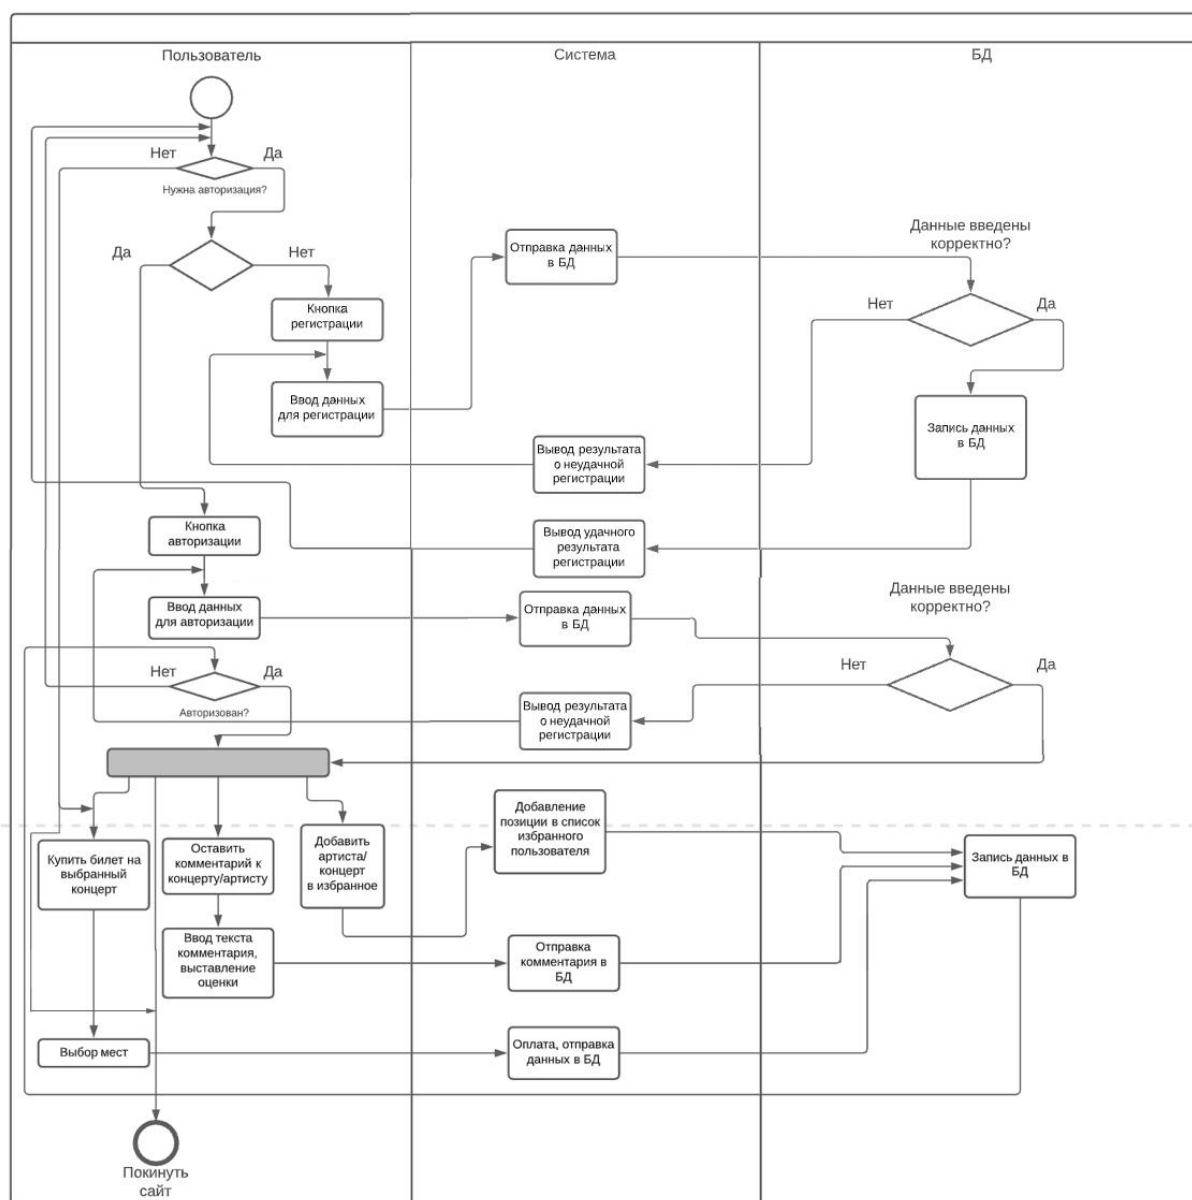 Пользователь
Система
БД
Нет
Да
Нужна авторизация?
Да
Нет
Кнопка
регистрации
Ввод данных
для регистрации
Отправка данных
в БД
Данные введены
корректно?
Нет
Да
Запись данных
в БД
Вывод результата
о неудачной
регистрации
Вывод удачного
результата
регистрации
Кнопка
авторизации
Ввод данных
для авторизации
Отправка данных
в БД
Данные введены
корректно?
Нет
Да
Вывод результата
о неудачной
регистрации
Нет
Да
Авторизован?
Купить билет на
выбранный
концерт
Оставить
комментарий к
концерту/артисту
Добавить
артиста/
концерт
в избранное
Добавление
позиции в список
избранного
пользователя
Запись данных в
БД
Ввод текста
комментария,
выставление
оценки
Отправка
комментария в
БД
Выбор мест
Оплата, отправка
данных в БД
Покинуть
сайт